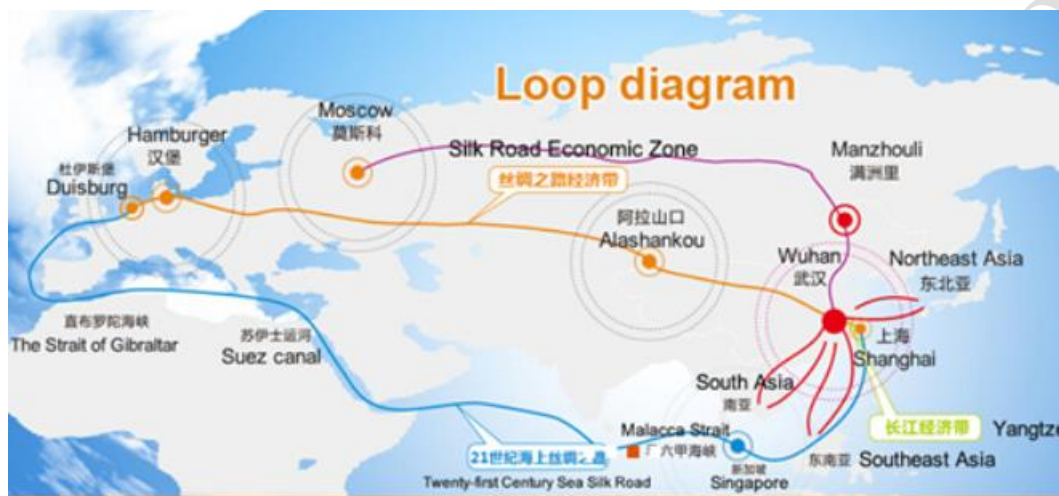 Loop diagram
Moscow
莫斯科
Hamburger
汉堡
杜伊斯堡
Duisburg
Silk Road Economic Zone
丝绸之路经济带
Manzhouli
满洲里
阿拉山口
Alashankou
Wuhan
武汉
Northeast Asia
东北亚
直布罗陀海峡
The Strait of Gibraltar
苏伊士运河
Suez canal
上海
Shanghai
South Asia
南亚
长江经济带
Yangtze
Malacca Strait
六甲海峡
21世纪海上丝绸之路
Twenty-first Century Sea Silk Road
新加坡
Singapore
东南亚 Southeast Asia